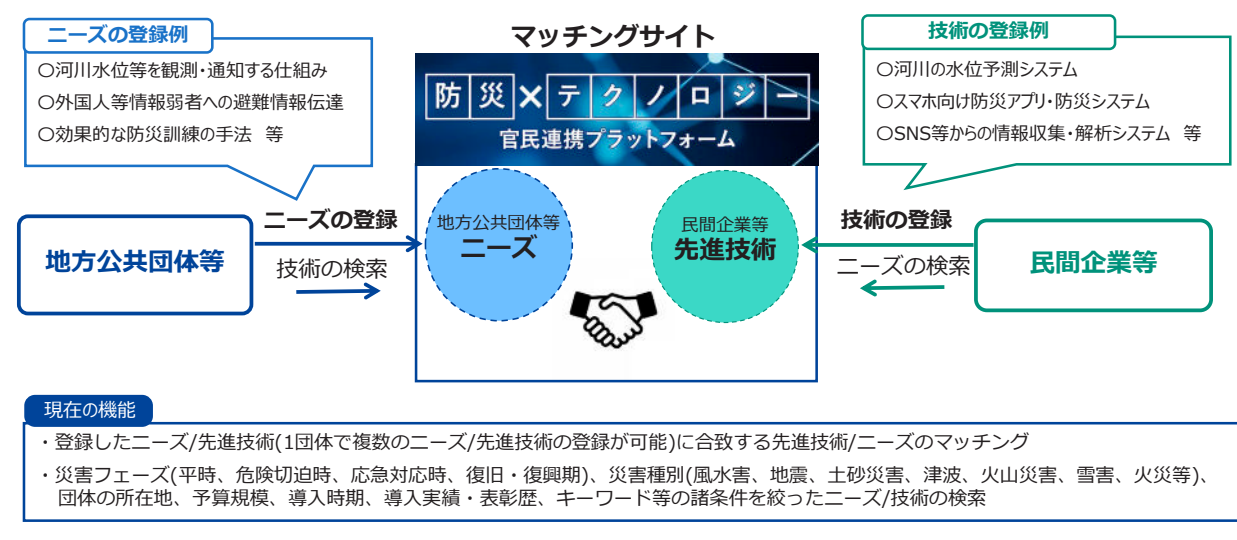 ニーズの登録例
〇河川水位等を観測・通知する仕組み
〇外国人等情報弱者への避難情報伝達
〇効果的な防災訓練の手法　等
マッチングサイト
防災×テクノロジー
官民連携プラットフォーム
技術の登録例
〇河川の水位予測システム
〇スマホ向け防災アプリ・防災システム
〇SNS等からの情報収集・解析システム　等
地方公共団体等
ニーズの登録
技術の検索
地方公共団体等
ニーズ
民間企業等
先進技術
技術の登録
ニーズの検索
民間企業等
現在の機能
・登録したニーズ/先進技術(1団体で複数のニーズ/先進技術の登録が可能)に合致する先進技術/ニーズのマッチング
・災害フェーズ(平時、危険切迫時、応急対応時、復旧・復興期)、災害種別(風水害、地震、土砂災害、津波、火山災害、雪害、火災等)、
団体の所在地、予算規模、導入時期、導入実績・表彰歴、キーワード等の諸条件を絞ったニーズ/技術の検索